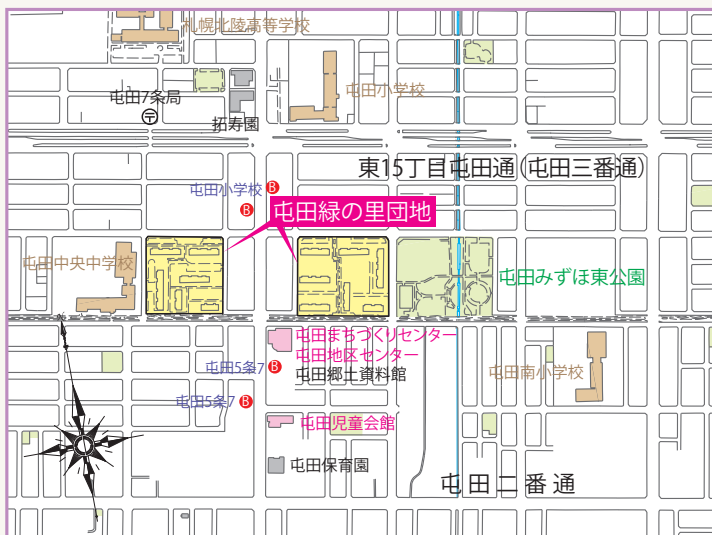 札幌北陵高等学校
屯田小学校
屯田7条局
〒
拓寿園
東15丁目屯田通(屯田三番通)
屯田小学校 B
B
屯田緑の里団地
屯田中央中学校
屯田みずほ東公園
屯田まちづくりセンター
屯田地区センター
屯田5条7 B
屯田郷土資料館
屯田南小学校
屯田5条7 B
屯田児童会館
屯田保育園
屯田二番通